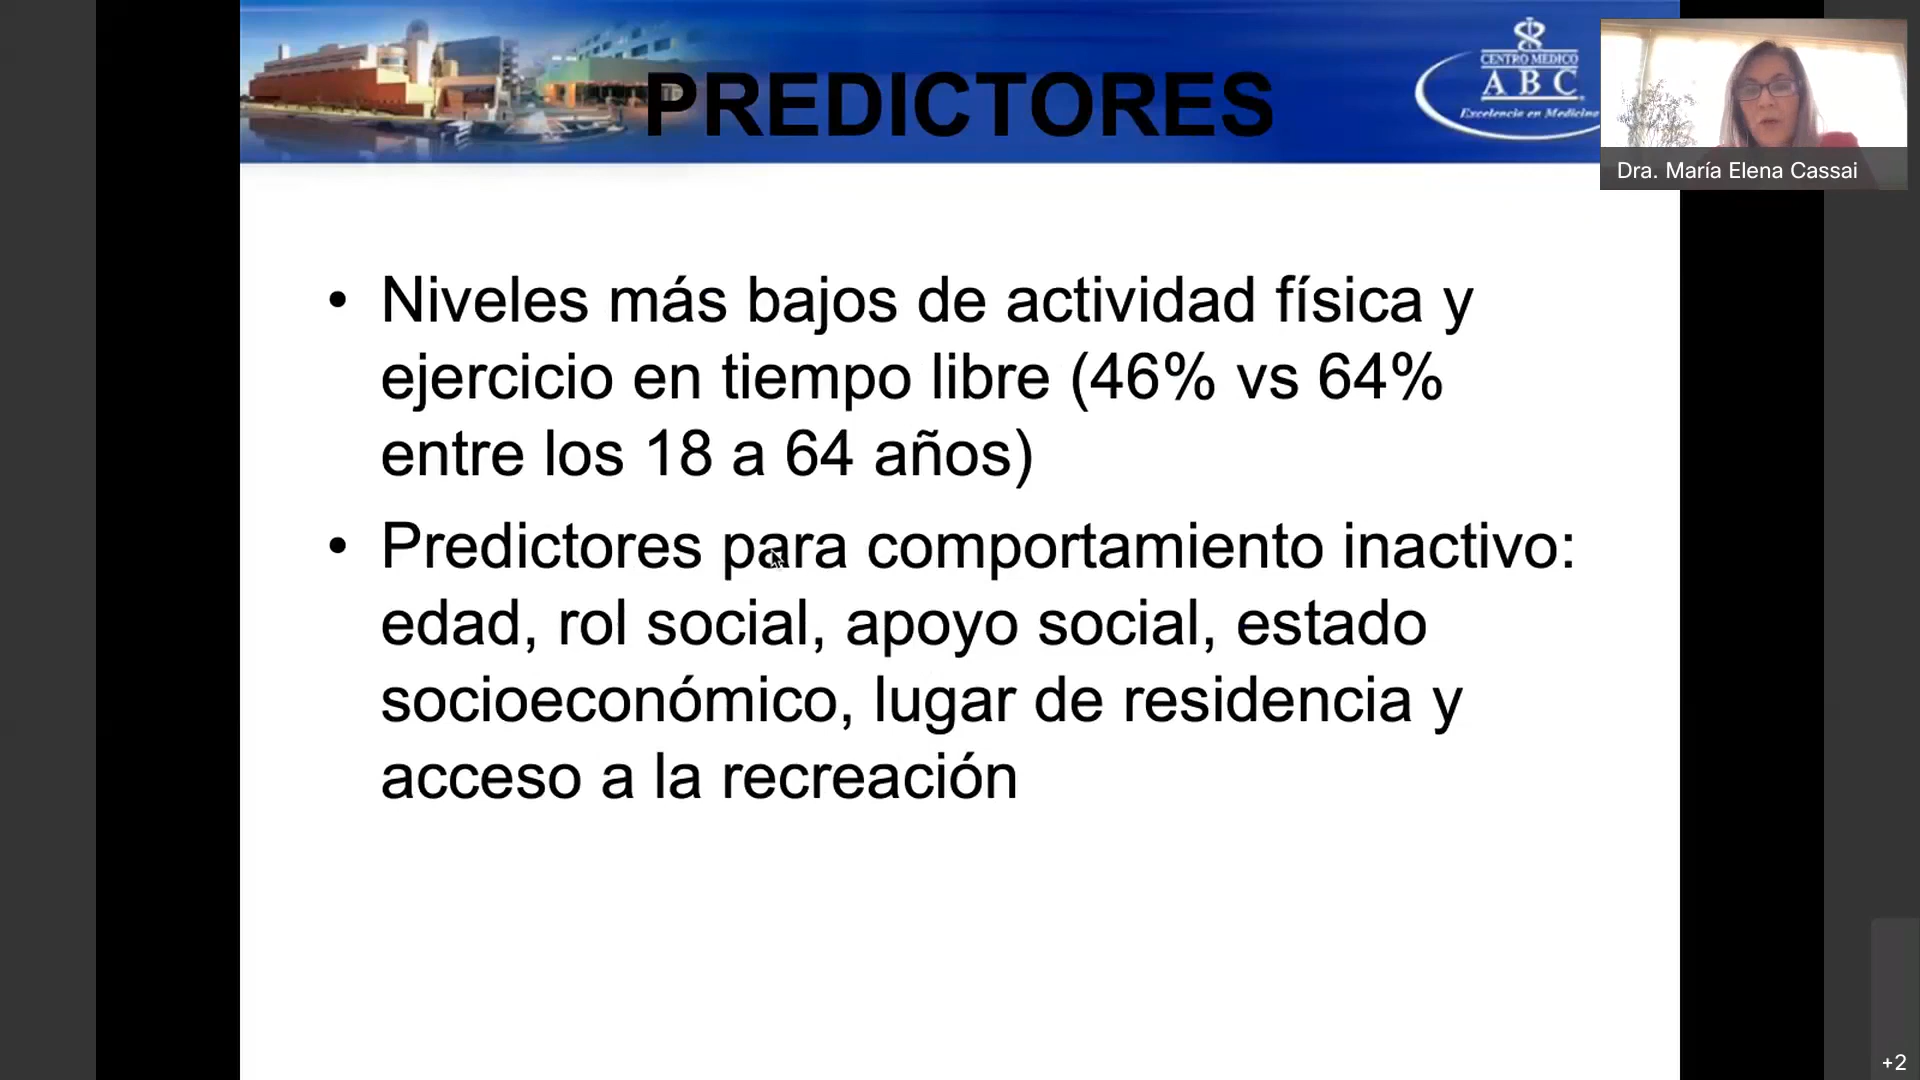 PREDICTORES
CENTRO MEDICO
ABC
Excelencia en Medicina
Dra. María Elena Cassai
• Niveles más bajos de actividad física y
ejercicio en tiempo libre (46% vs 64%
entre los 18 a 64 años)
• Predictores para comportamiento inactivo:
edad, rol social, apoyo social, estado
socioeconómico, lugar de residencia y
acceso a la recreación
+2